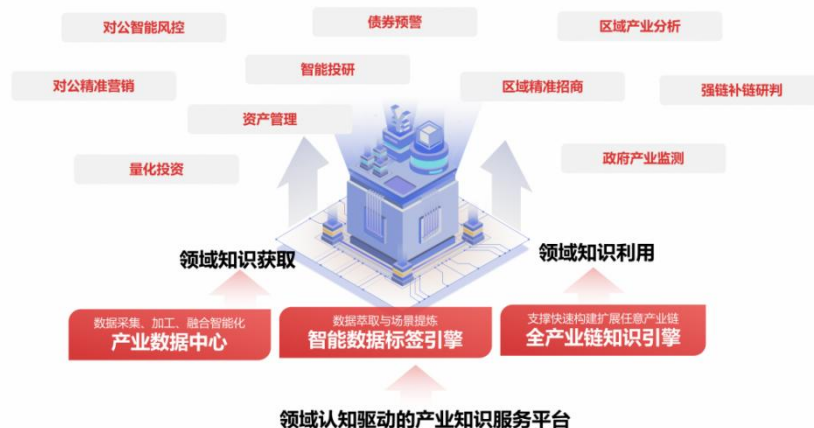 对公智能风控
债券预警
区域产业分析
智能投研
对公精准营销
区域精准招商
强链补链研判
资产管理
政府产业监测
量化投资
领域知识获取
领域知识利用
数据采集、加工、融合智能化
产业数据中心
数据萃取与场景提炼
智能数据标签引擎
支撑快速构建扩展任意产业链
全产业链知识引擎
领域认知驱动的产业知识服务平台